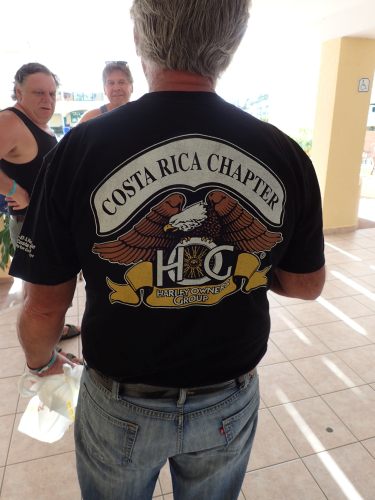 COSTA RICA CHAPTER
HOG
HARLEY OWNERS
GROUP
®